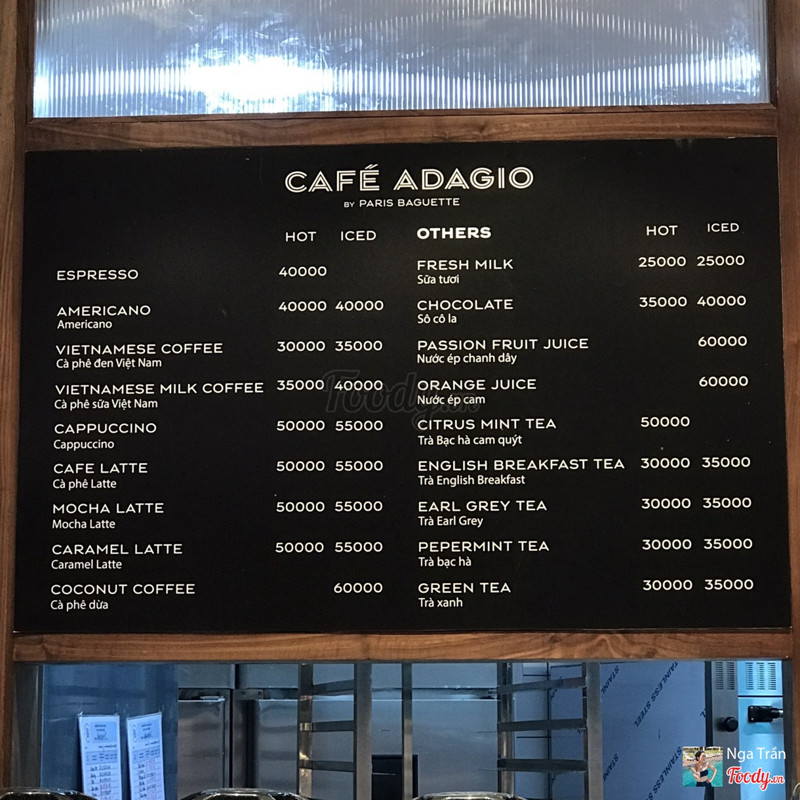 CAFÉ ADAGIO
BY PARIS BAGUETTE
HOT ICED
ESPRESSO 40000
AMERICANO 40000 40000
Americano
VIETNAMESE COFFEE 30000 35000
Cà phê đen Việt Nam
VIETNAMESE MILK COFFEE 35000 40000
Cà phê sữa Việt Nam
CAPPUCCINO 50000 55000
Cappuccino
CAFE LATTE 50000 55000
Cà phê Latte
MOCHA LATTE 50000 55000
Mocha Latte
CARAMEL LATTE 50000 55000
Caramel Latte
COCONUT COFFEE 60000
Cà phê dừa
OTHERS HOT ICED
FRESH MILK 25000 25000
Sữa tươi
CHOCOLATE 35000 40000
Sô cô la
PASSION FRUIT JUICE 60000
Nước ép chanh dây
ORANGE JUICE 60000
Nước ép cam
CITRUS MINT TEA 50000
Trà Bạc hà cam quýt
ENGLISH BREAKFAST TEA 30000 35000
Trà English Breakfast
EARL GREY TEA 30000 35000
Trà Earl Grey
PEPERMINT TEA 30000 35000
Trà bạc hà
GREEN TEA 30000 35000
Trà xanh
Foody.vn
STAINLESS STEEL
Nga Trần
Foody.vn